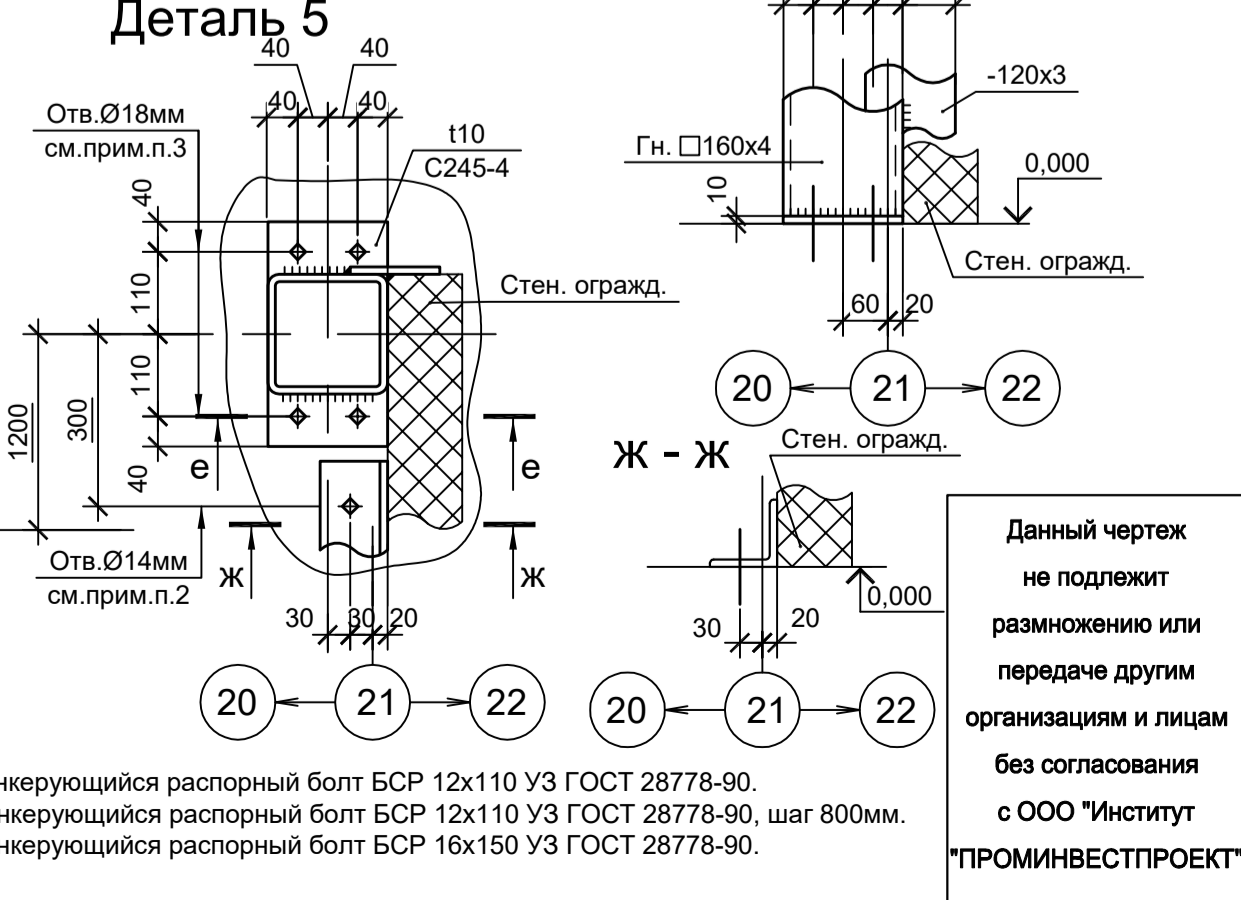 Деталь 5
40
40
40
40
Отв.Ø18мм
см.прим.п.3
t10
С245-4
40
110
110
40
300
1200
Стен. огражд.
е
е
Отв.Ø14мм
см.прим.п.2
ж
ж
30
30
20
20
21
22
-120х3
Гн. □160х4
10
0,000
Стен. огражд.
60
20
20
21
22
ж - ж
Стен. огражд.
0,000
30
20
20
21
22
нкерующийся распорный болт БСР 12х110 УЗ ГОСТ 28778-90.
нкерующийся распорный болт БСР 12х110 УЗ ГОСТ 28778-90, шаг 800мм.
нкерующийся распорный болт БСР 16х150 УЗ ГОСТ 28778-90.
Данный чертеж
не подлежит
размножению или
передаче другим
организациям и лицам
без согласования
с ООО "Институт
"ПРОМИНВЕСТПРОЕКТ"